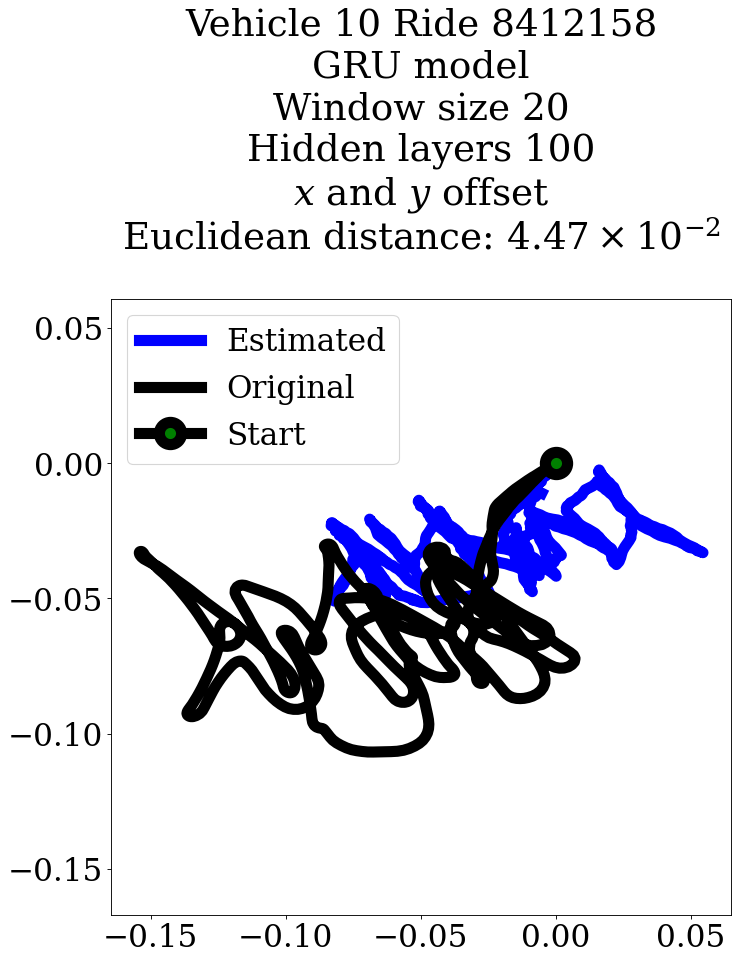 Vehicle 10 Ride 8412158
GRU model
Window size 20
Hidden layers 100
x and y offset
Euclidean distance: 4.47 × 10⁻²
Estimated
Original
Start
0.05
0.00
−0.05
−0.10
−0.15
−0.15 −0.10 −0.05 0.00 0.05